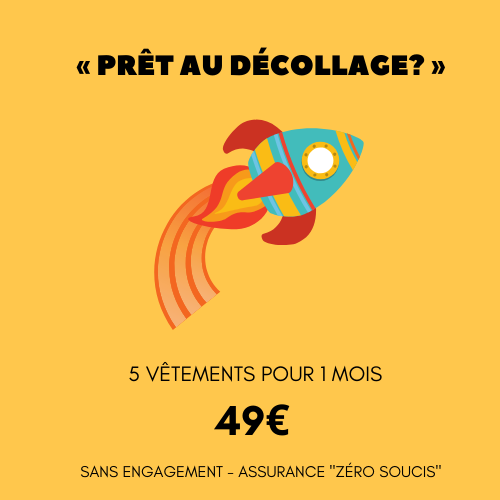 « PRÊT AU DÉCOLLAGE? »
5 VÊTEMENTS POUR 1 MOIS
49€
SANS ENGAGEMENT - ASSURANCE "ZÉRO SOUCIS"